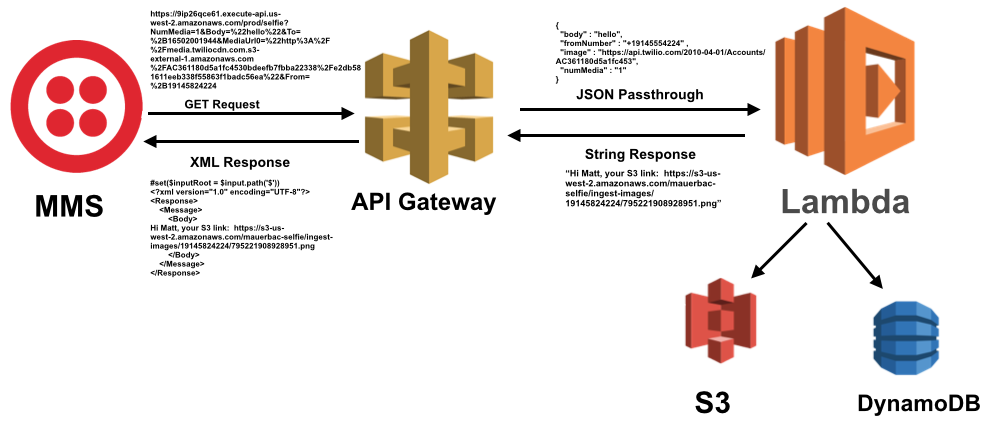 https://9ip26qce61.execute-api.us-
west-2.amazonaws.com/prod/selfie?
NumMedia=1&Body=%22hello%22&To=
%2B16502001944&MediaUrl0=%22http%3A%2F
%2Fmedia.twiliocdn.com.s3-
external-1.amazonaws.com
%2FAC361180d5a1fc4530bdeefb7fbba22338%2Fe2db58
1611eeb338f55863f1badc56ea%22&From=
%2B19145824224
GET Request
XML Response
#set($inputRoot = $input.path('$'))
<?xml version="1.0" encoding="UTF-8"?>
<Response>
<Message>
<Body>
Hi Matt, your S3 link:  https://s3-us-
west-2.amazonaws.com/mauerbac-selfie/ingest-
images/19145824224/795221908928951.png
</Body>
</Message>
</Response>
MMS
API Gateway
{
"body" : "hello",
"fromNumber" : "+19145554224" ,
"image" : "https://api.twilio.com/2010-04-01/Accounts/
AC361180d5a1fc453",
"numMedia" : "1"
}
JSON Passthrough
String Response
“Hi Matt, your S3 link:  https://s3-us-
west-2.amazonaws.com/mauerbac-
selfie/ingest-images/
19145824224/795221908928951.png”
Lambda
S3
DynamoDB